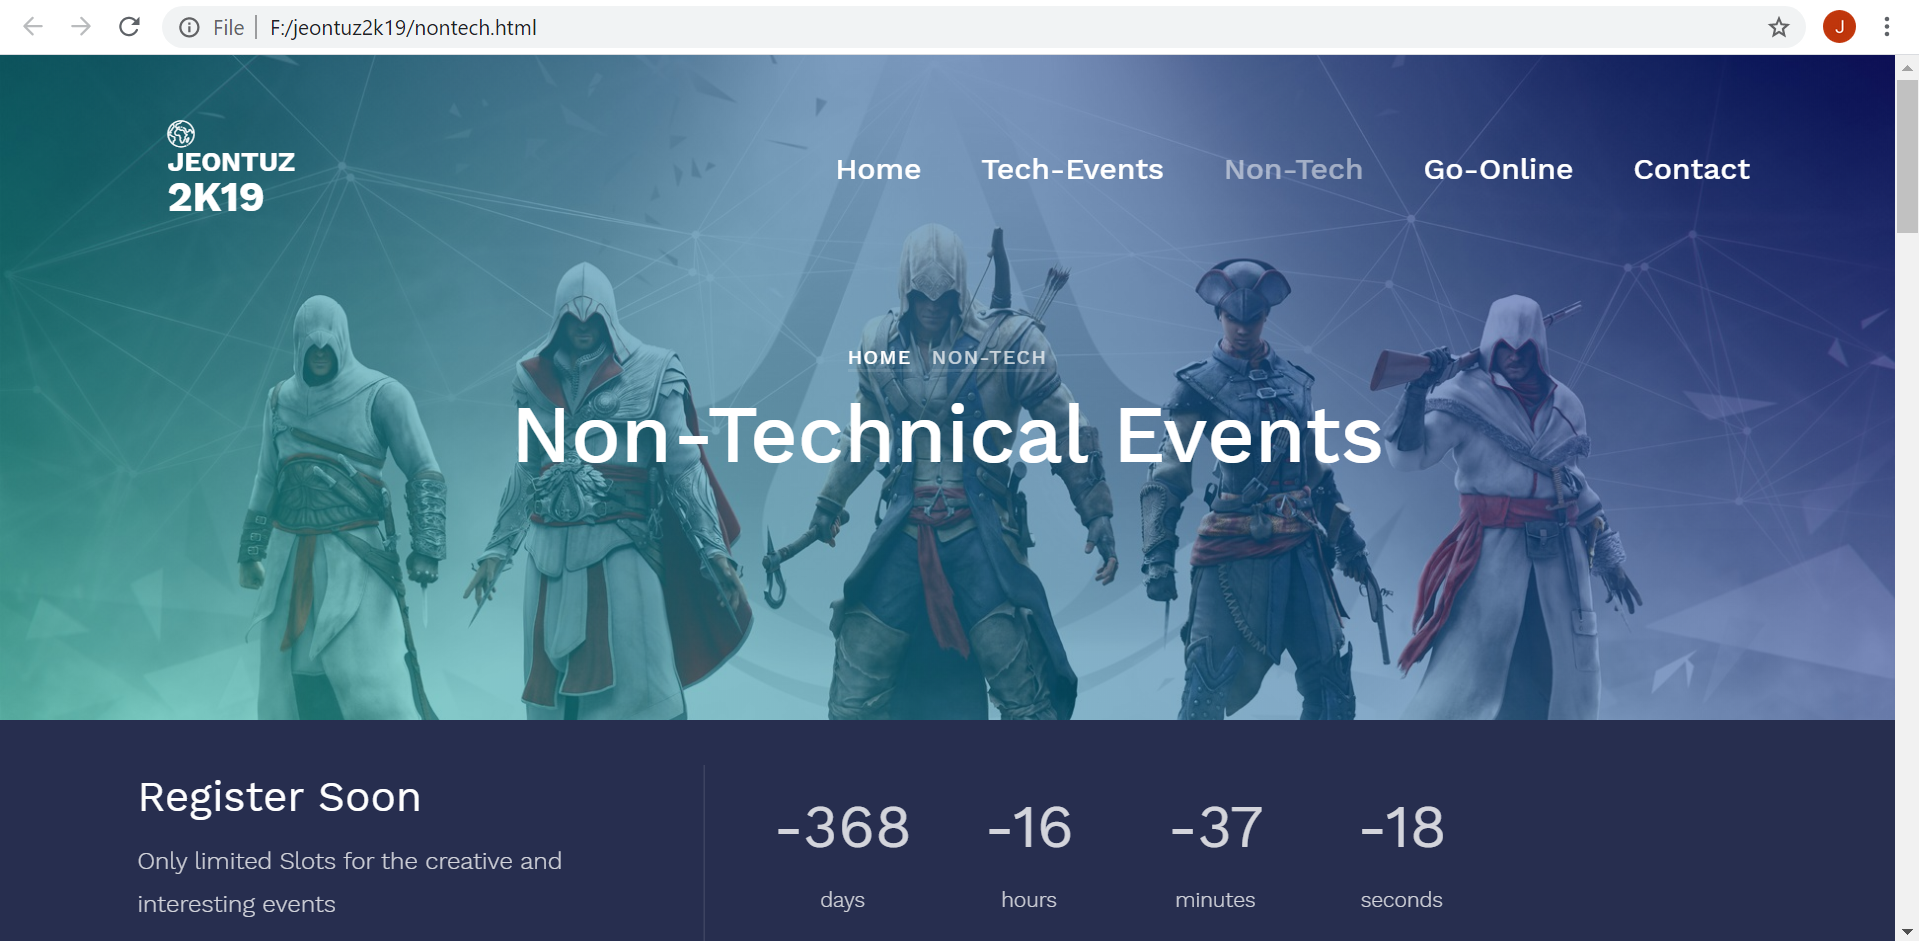 File F:/jeontuz2k19/nontech.html
J
JEONTUZ
2K19
Home Tech-Events Non-Tech Go-Online Contact
HOME NON-TECH
Non-Technical Events
Register Soon
Only limited Slots for the creative and
interesting events
-368 -16 -37 -18
days hours minutes seconds